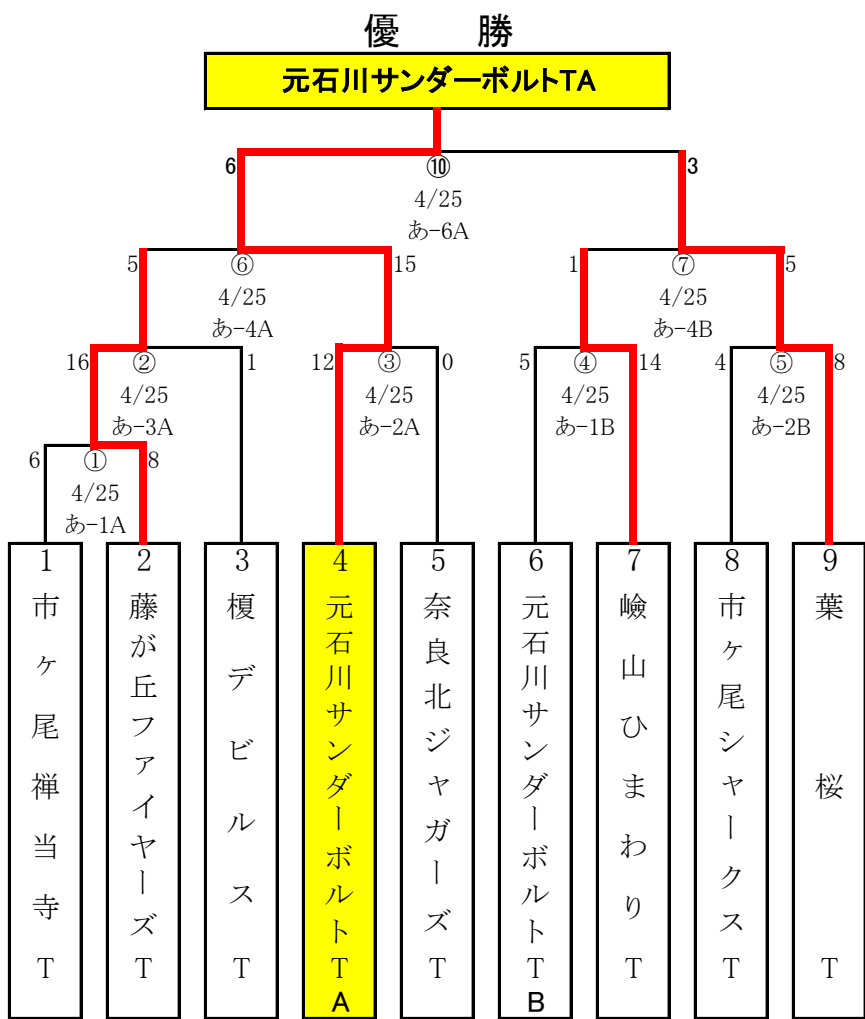 優 勝
元石川サンダーボルトTA
6 ⑩ 3
4/25
あ-6A
5 ⑥ 15
4/25
あ-4A
1 ⑦ 5
4/25
あ-4B
16 ② 1
4/25
あ-3A
12 ③ 0
4/25
あ-2A
5 ④ 14
4/25
あ-1B
4 ⑤ 8
4/25
あ-2B
6 ① 8
4/25
あ-1A
1 市ヶ尾禅当寺T
2 藤が丘ファイヤーズT
3 榎デビルスT
4 元石川サンダーボルトTA
5 奈良北ジャガーズT
6 元石川サンダーボルトTB
7 嶮山ひまわりT
8 市ヶ尾シャークスT
9 葉桜T